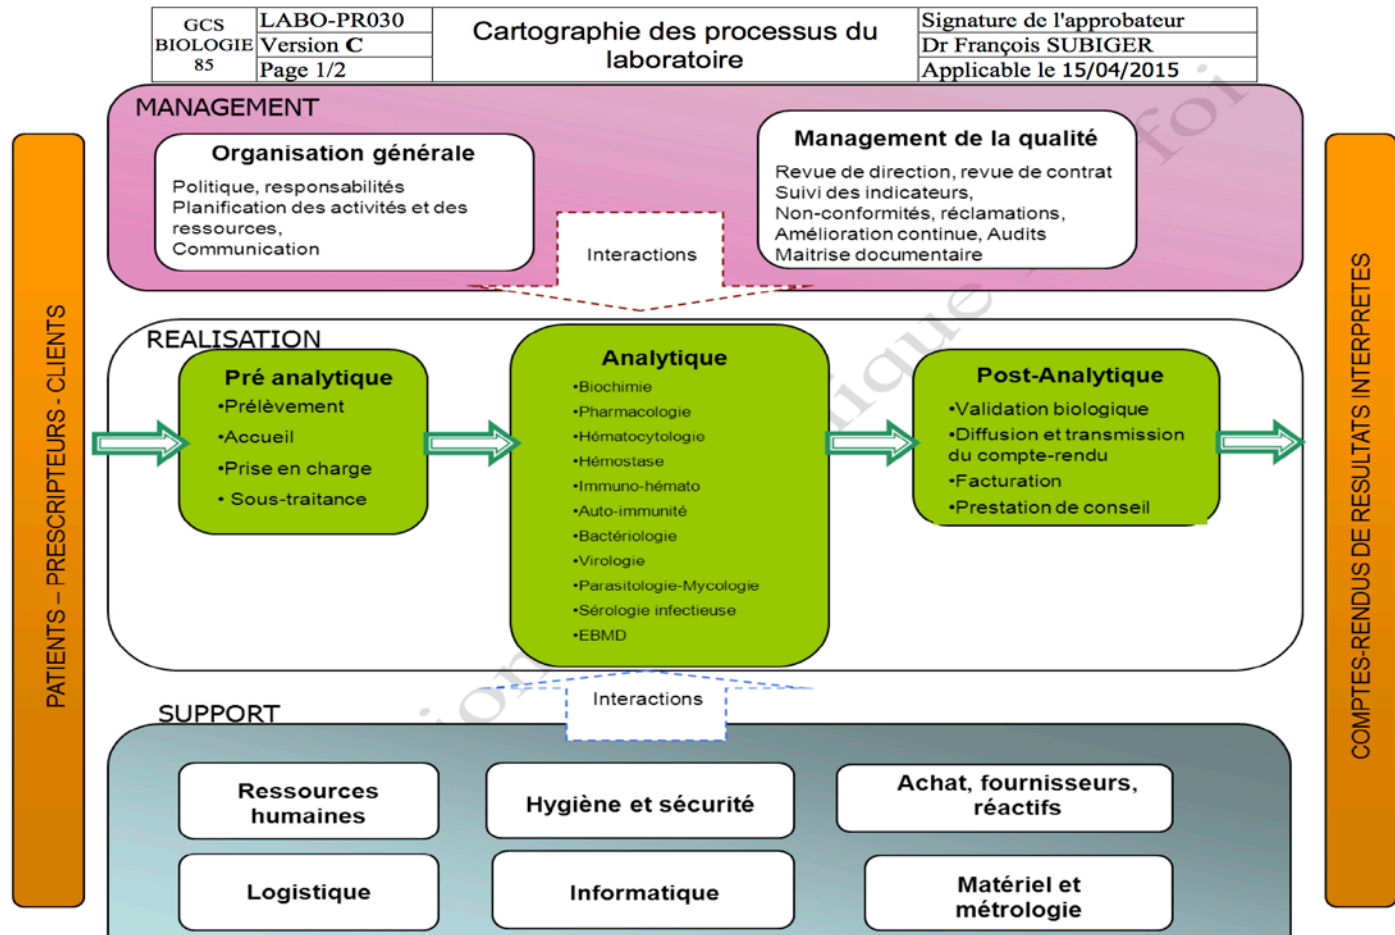 GCS
BIOLOGIE
85
LABO-PR030
Version C
Page 1/2
Cartographie des processus du
laboratoire
Signature de l'approbateur
Dr François SUBIGER
Applicable le 15/04/2015
MANAGEMENT
Organisation générale
Politique, responsabilités
Planification des activités et des
ressources,
Communication
Management de la qualité
Revue de direction, revue de contrat
Suivi des indicateurs,
Non-conformités, réclamations,
Amélioration continue, Audits
Maitrise documentaire
Interactions
PATIENTS – PRESCRIPTEURS - CLIENTS
REALISATION
Pré analytique
•Prélèvement
•Accueil
•Prise en charge
• Sous-traitance
Analytique
•Biochimie
•Pharmacologie
•Hématocytologie
•Hémostase
•Immuno-hémato
•Auto-immunité
•Bactériologie
•Virologie
•Parasitologie-Mycologie
•Sérologie infectieuse
•EBMD
Post-Analytique
•Validation biologique
•Diffusion et transmission
du compte-rendu
•Facturation
•Prestation de conseil
COMPTES-RENDUS DE RESULTATS INTERPRETES
Interactions
SUPPORT
Ressources
humaines
Hygiène et sécurité
Achat, fournisseurs,
réactifs
Logistique
Informatique
Matériel et
métrologie
foi